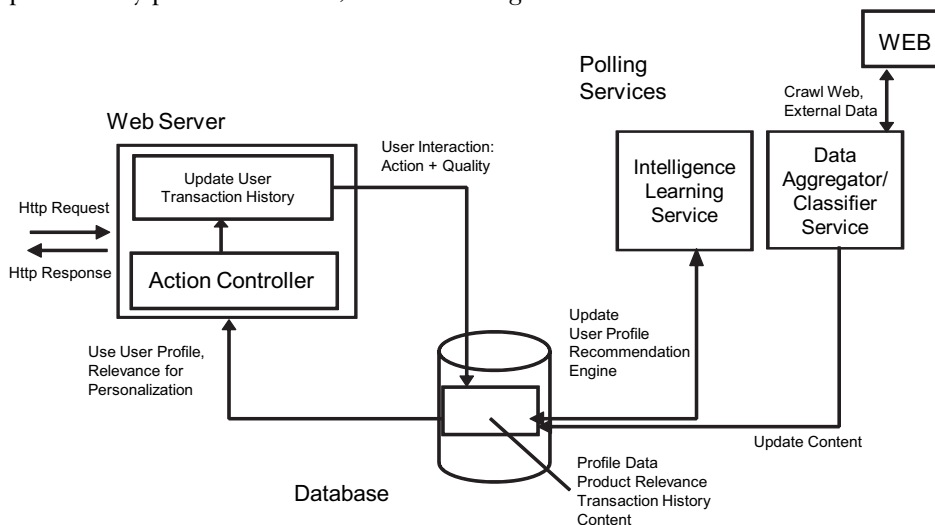 WEB
Polling
Services
Crawl Web,
External Data
Web Server
User Interaction:
Action + Quality
Update User
Transaction History
Intelligence
Learning
Service
Data
Aggregator/
Classifier
Service
Http Request
Http Response
Action Controller
Use User Profile,
Relevance for
Personalization
Update
User Profile
Recommendation
Engine
Update Content
Profile Data
Product Relevance
Transaction History
Content
Database